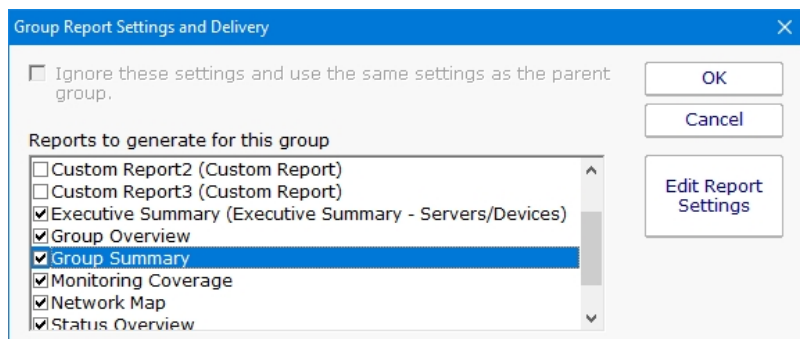 Group Report Settings and Delivery
Ignore these settings and use the same settings as the parent
group.
OK
Cancel
Reports to generate for this group
Custom Report2 (Custom Report)
Custom Report3 (Custom Report)
Executive Summary (Executive Summary - Servers/Devices)
Group Overview
Group Summary
Monitoring Coverage
Network Map
Status Overview
Edit Report
Settings